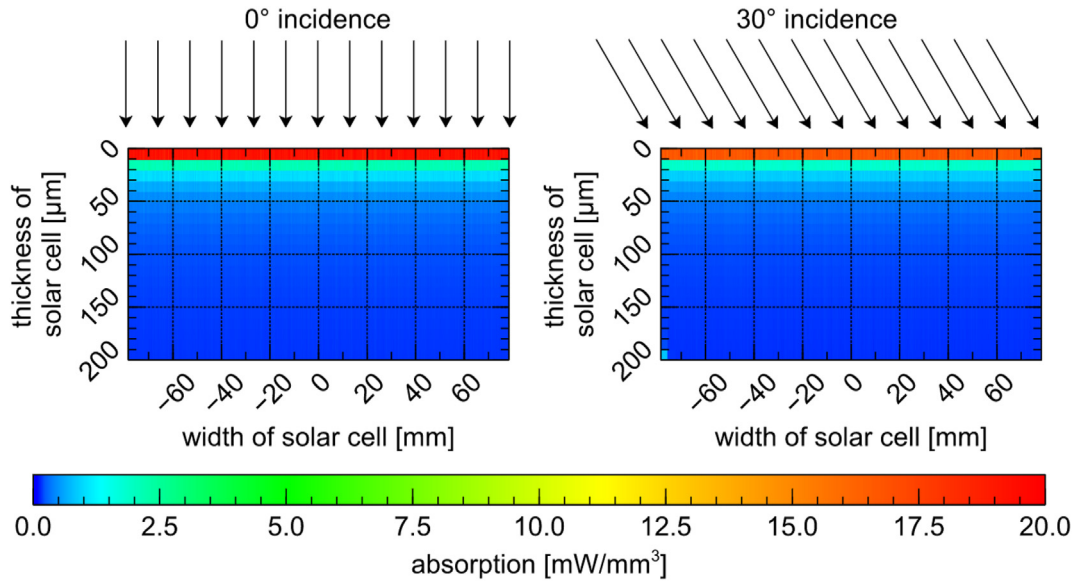 0° incidence
30° incidence
thickness of
solar cell [µm]
0
50
100
150
200
−60
−40
−20
0
20
40
60
width of solar cell [mm]
thickness of
solar cell [µm]
0
50
100
150
200
−60
−40
−20
0
20
40
60
width of solar cell [mm]
0.0 2.5 5.0 7.5 10.0 12.5 15.0 17.5 20.0
absorption [mW/mm³]